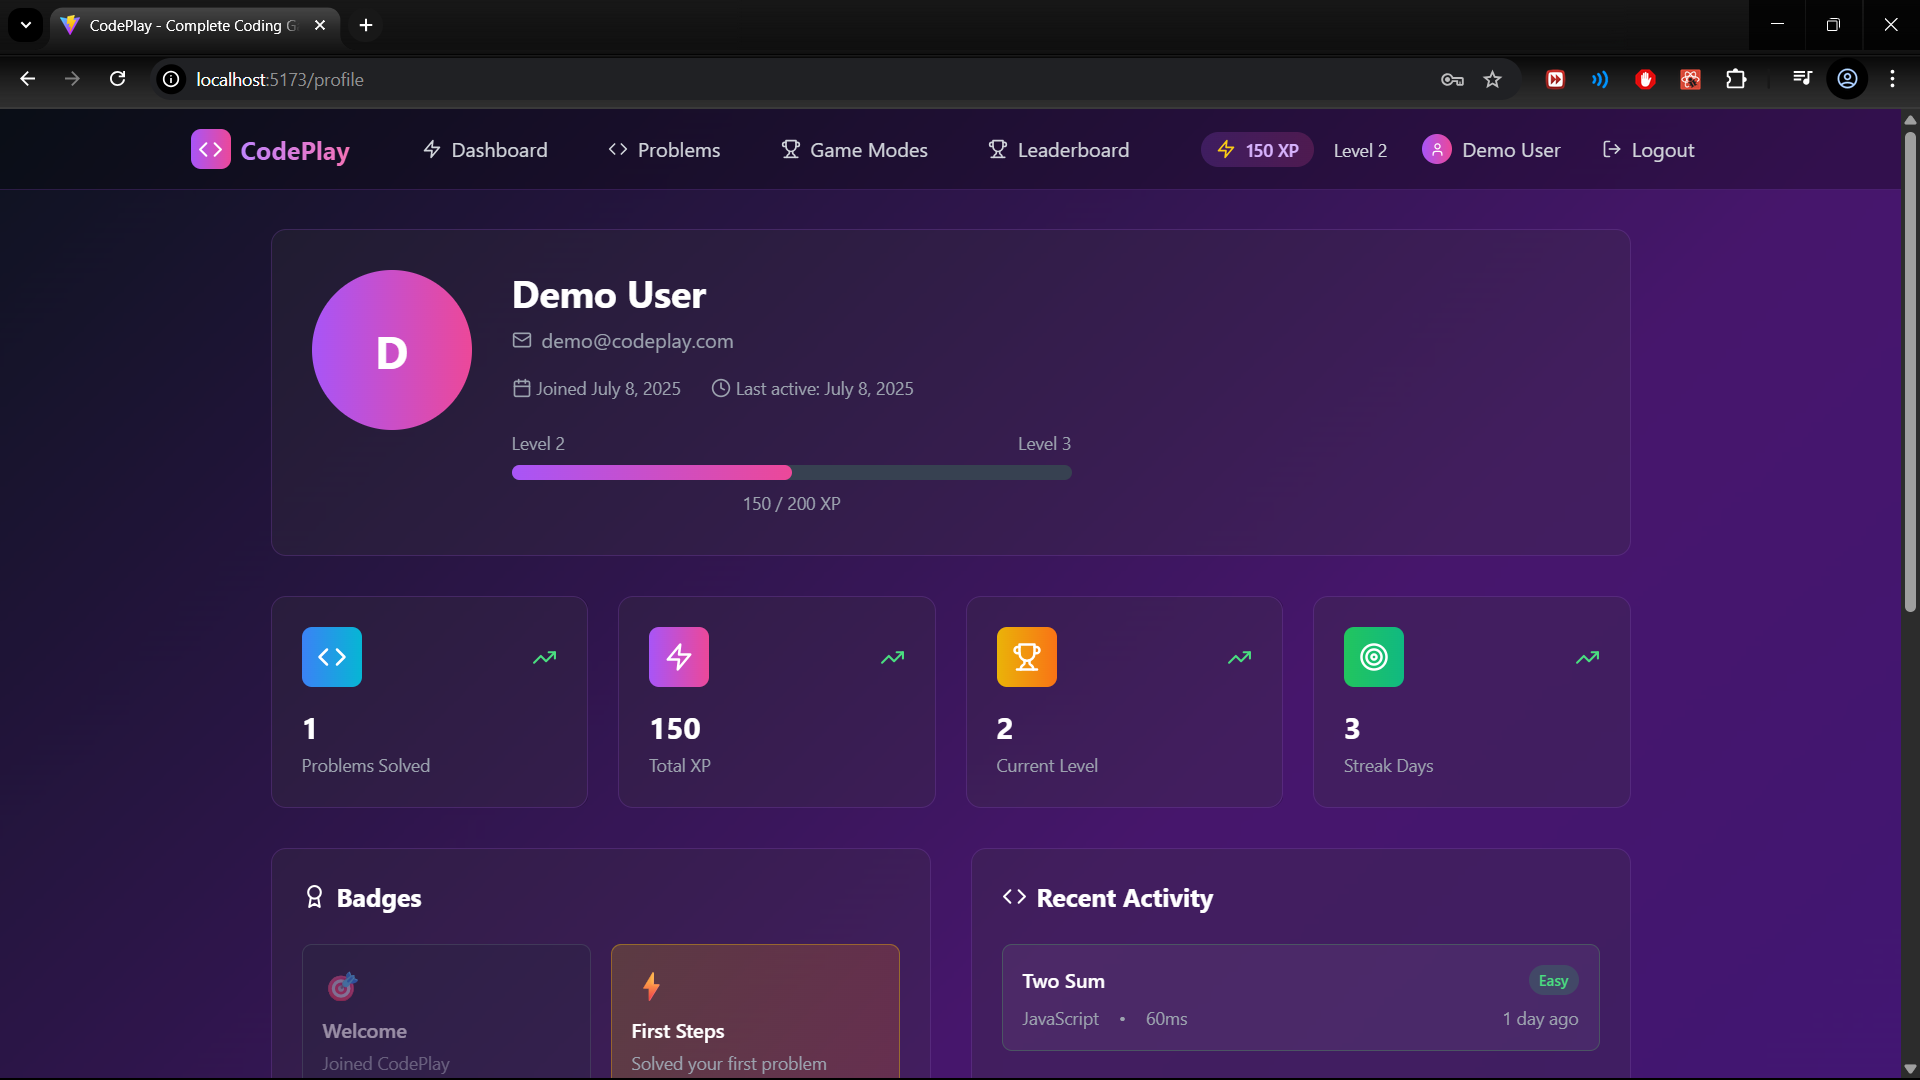 CodePlay - Complete Coding G
localhost:5173/profile
CodePlay
Dashboard
Problems
Game Modes
Leaderboard
150 XP
Level 2
Demo User
Logout
D
Demo User
demo@codeplay.com
Joined July 8, 2025
Last active: July 8, 2025
Level 2
Level 3
150 / 200 XP
1
Problems Solved
150
Total XP
2
Current Level
3
Streak Days
Badges
Welcome
Joined CodePlay
First Steps
Solved your first problem
Recent Activity
Two Sum
Easy
JavaScript • 60ms
1 day ago